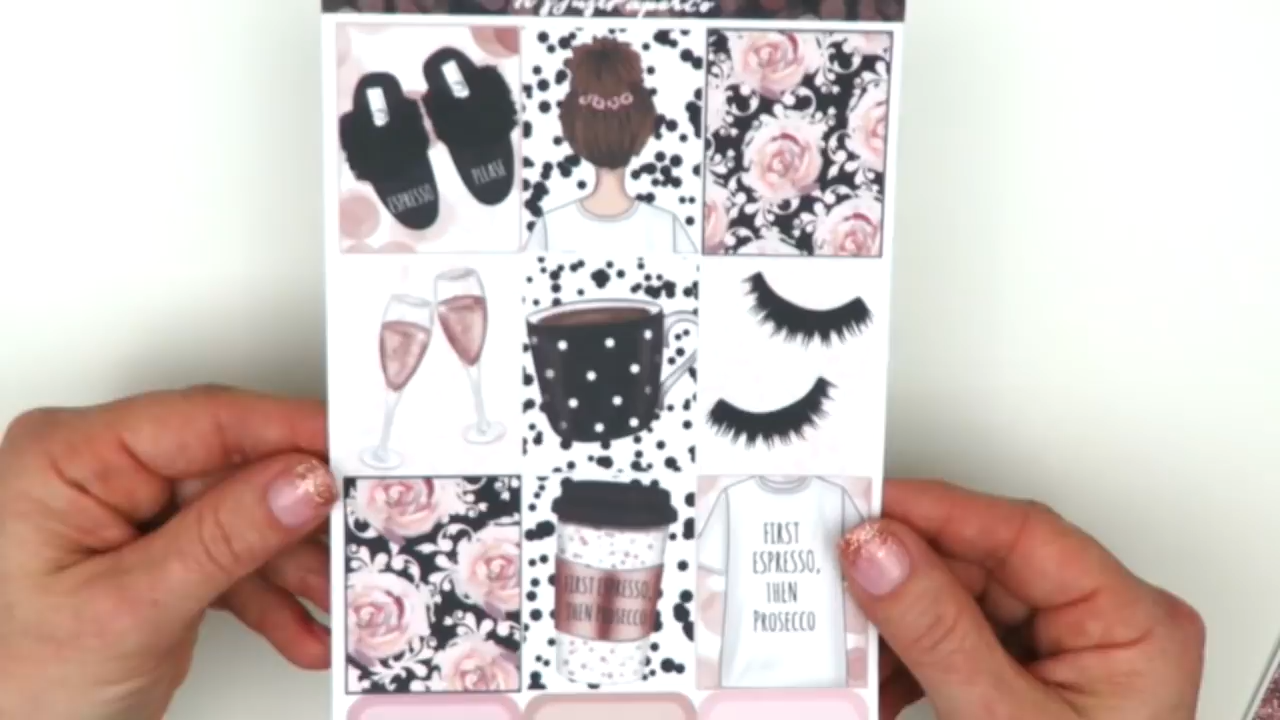 ESPRESSO
PLEASE
FIRST ESPRESSO,
THEN PROSECCO
FIRST
ESPRESSO,
THEN
PROSECCO